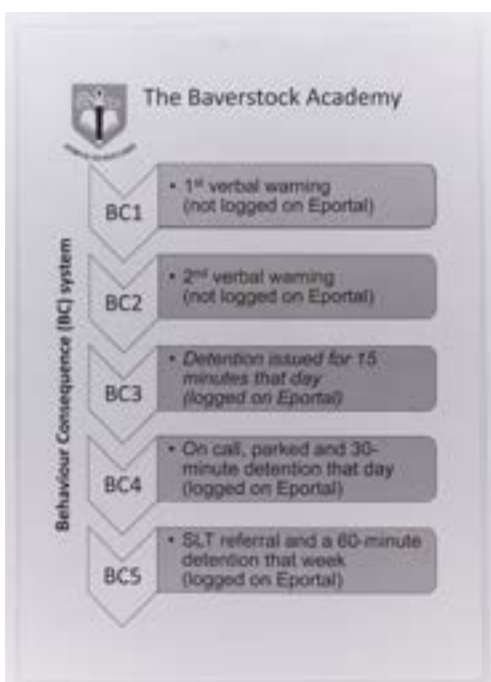 The Baverstock Academy
Behaviour Consequence (BC) system
BC1
• 1st verbal warning
(not logged on Eportal)
BC2
• 2nd verbal warning
(not logged on Eportal)
BC3
• Detention issued for 15
minutes that day
(logged on Eportal)
BC4
• On call, parked and 30-
minute detention that day
(logged on Eportal)
BC5
• SLT referral and a 60-minute
detention that week
(logged on Eportal)